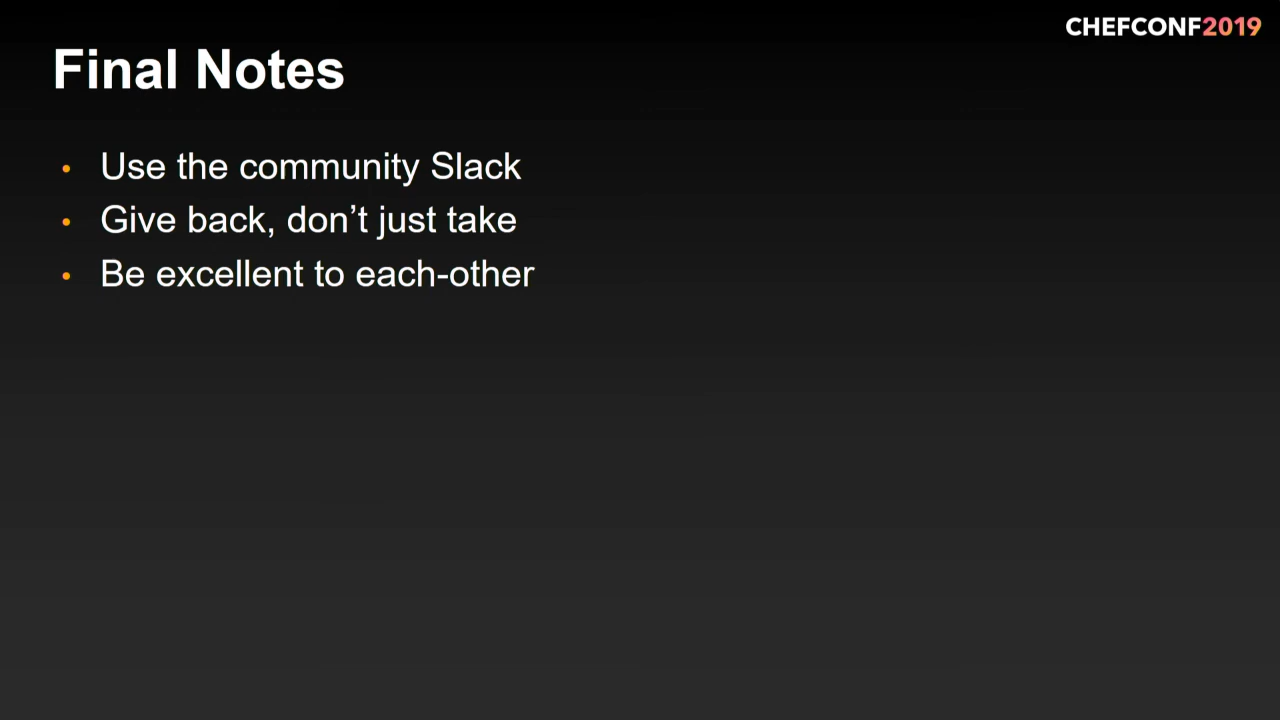 CHEFCONF2019
Final Notes
• Use the community Slack
• Give back, don’t just take
• Be excellent to each-other